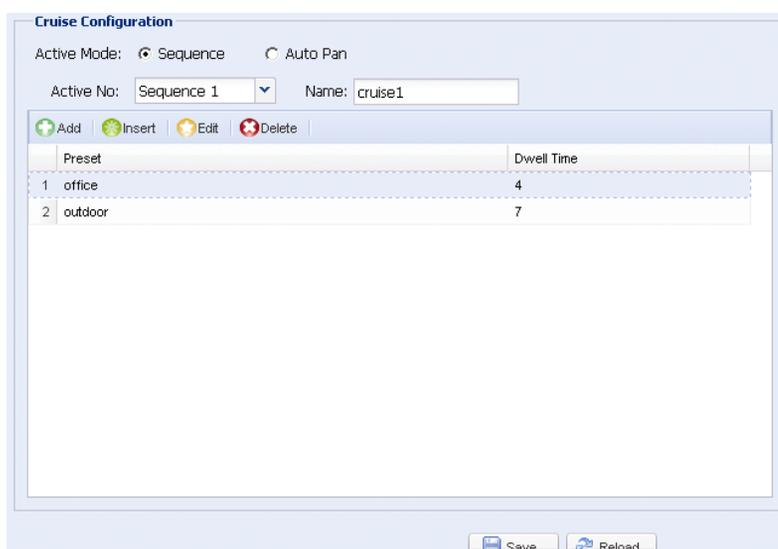 Cruise Configuration
Active Mode: Sequence Auto Pan
Active No: Sequence 1 Name: cruise1
Add Insert Edit Delete
Preset Dwell Time
1 office 4
2 outdoor 7
Save Reload